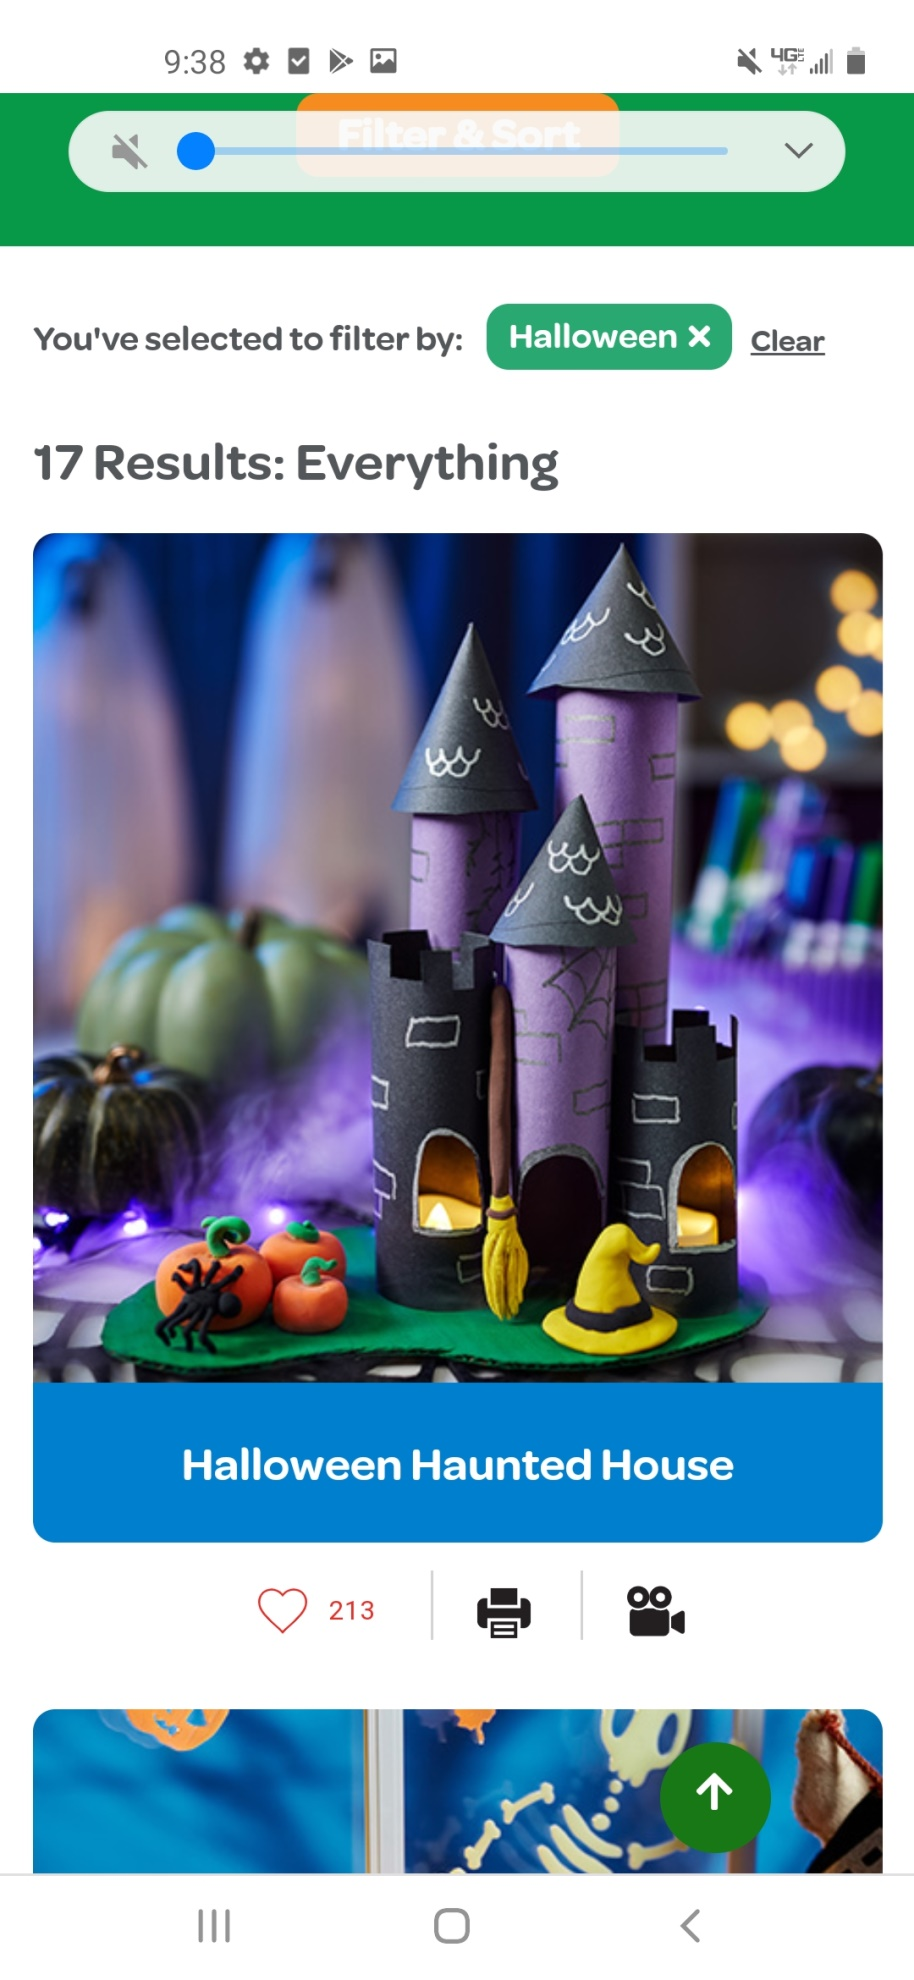 9:38
4G
Filter & Sort
You've selected to filter by: Halloween × Clear
17 Results: Everything
Halloween Haunted House
213